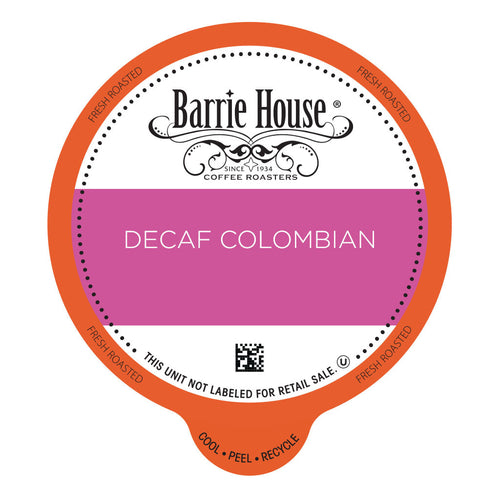 FRESH ROASTED
FRESH ROASTED
Barrie House®
SINCE 1934
COFFEE ROASTERS
DECAF COLOMBIAN
FRESH ROASTED
FRESH ROASTED
THIS UNIT NOT LABELED FOR RETAIL SALE. U
COOL • PEEL • RECYCLE